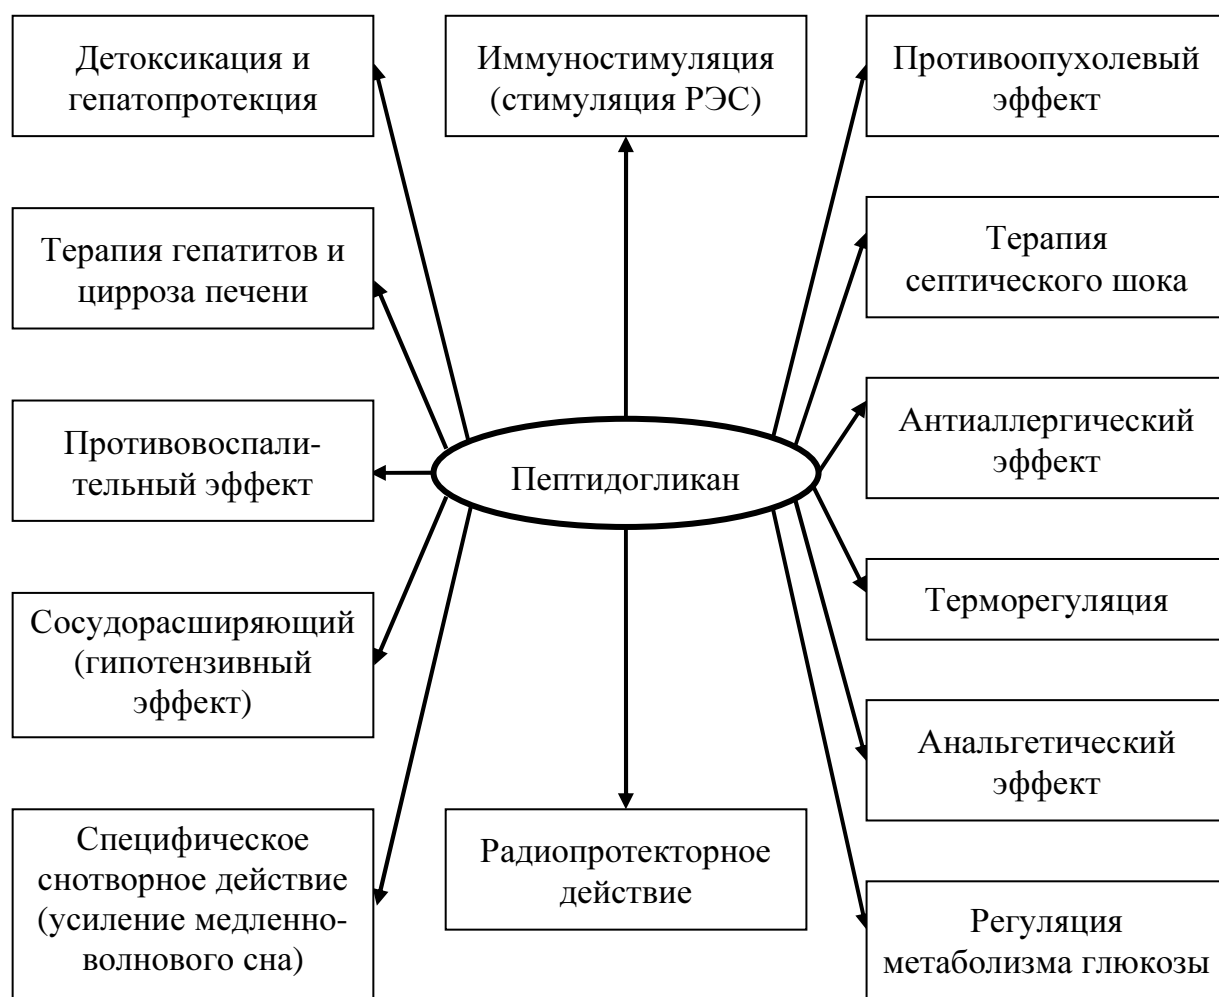 Детоксикация и
гепатопротекция
Иммуностимуляция
(стимуляция РЭС)
Противоопухолевый
эффект
Терапия гепатитов и
цирроза печени
Терапия
септического шока
Противовоспали-
тельный эффект
Пептидогликан
Антиаллергический
эффект
Сосудорасширяющий
(гипотензивный
эффект)
Терморегуляция
Анальгетический
эффект
Специфическое
снотворное действие
(усиление медленно-
волнового сна)
Радиопротекторное
действие
Регуляция
метаболизма глюкозы